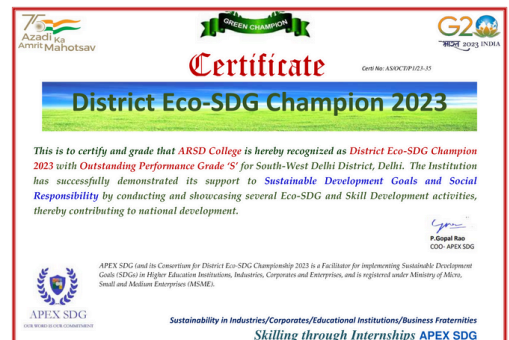 75
Azadi Ka
Amrit Mahotsav
GREEN CHAMPION
G20
भारत 2023 INDIA
Certificate
Certi No: AS/OCT/P1/23-35
District Eco-SDG Champion 2023
This is to certify and grade that ARSD College is hereby recognized as District Eco-SDG Champion
2023 with Outstanding Performance Grade ‘S’ for South-West Delhi District, Delhi. The Institution
has successfully demonstrated its support to Sustainable Development Goals and Social
Responsibility by conducting and showcasing several Eco-SDG and Skill Development activities,
thereby contributing to national development.
P.Gopal Rao
COO- APEX SDG
APEX SDG (and its Consortium for District Eco-SDG Championship 2023 is a Facilitator for implementing Sustainable Development
Goals (SDGs) in Higher Education Institutions, Industries, Corporates and Enterprises, and is registered under Ministry of Micro,
Small and Medium Enterprises (MSME).
APEX SDG
OUR WORD IS OUR COMMITMENT
Sustainability in Industries/Corporates/Educational Institutions/Business Fraternities
Skilling through Internships APEX SDG